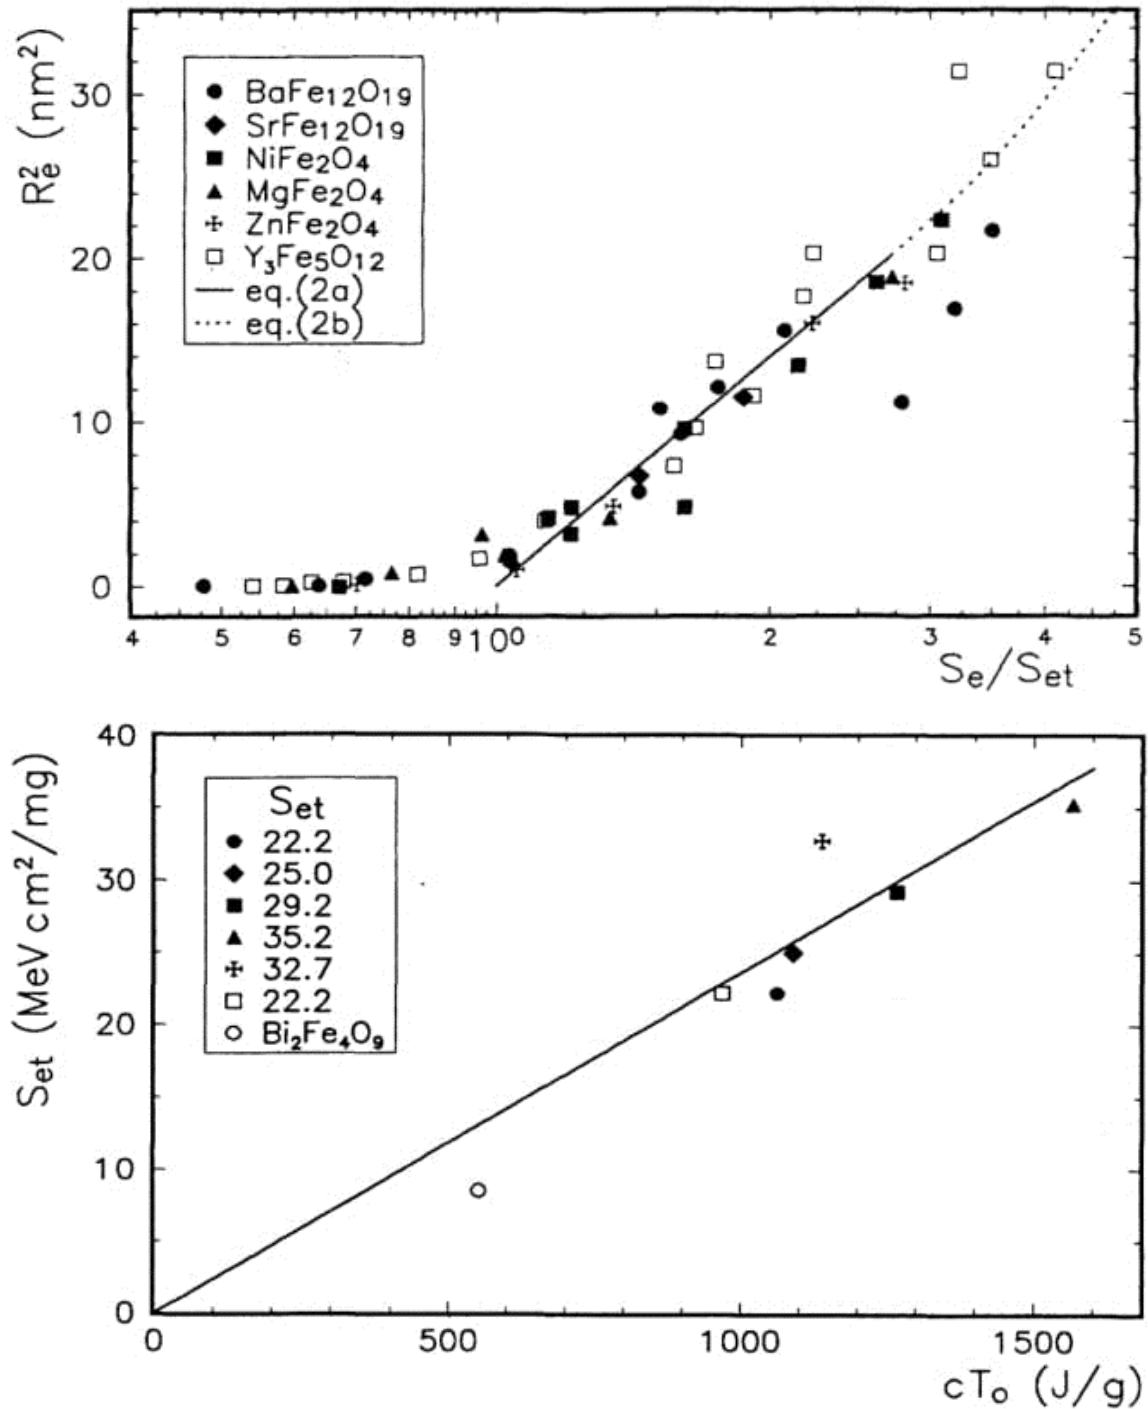 R²ₑ (nm²)
30
20
10
0
BaFe₁₂O₁₉
SrFe₁₂O₁₉
NiFe₂O₄
MgFe₂O₄
ZnFe₂O₄
Y₃Fe₅O₁₂
eq.(2a)
eq.(2b)
4 5 6 7 8 9 10⁰ 2 3 4 5
Sₑ/Sₑₜ
Sₑₜ (MeV cm²/mg)
40
30
20
10
0
Sₑₜ
22.2
25.0
29.2
35.2
32.7
22.2
Bi₂Fe₄O₉
0 500 1000 1500
cT₀ (J/g)